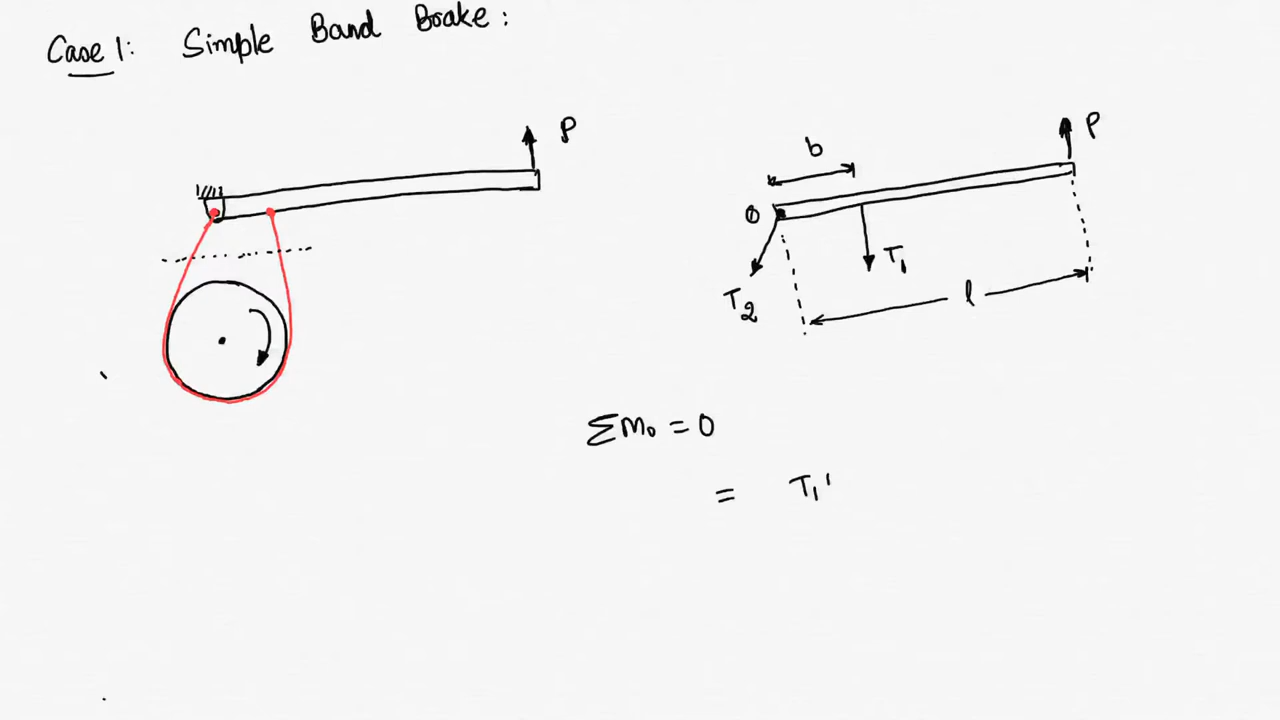 Case 1: Simple Band Brake:
P
b
P
O
T₁
T₂
l
ΣM₀ = 0
= T₁'